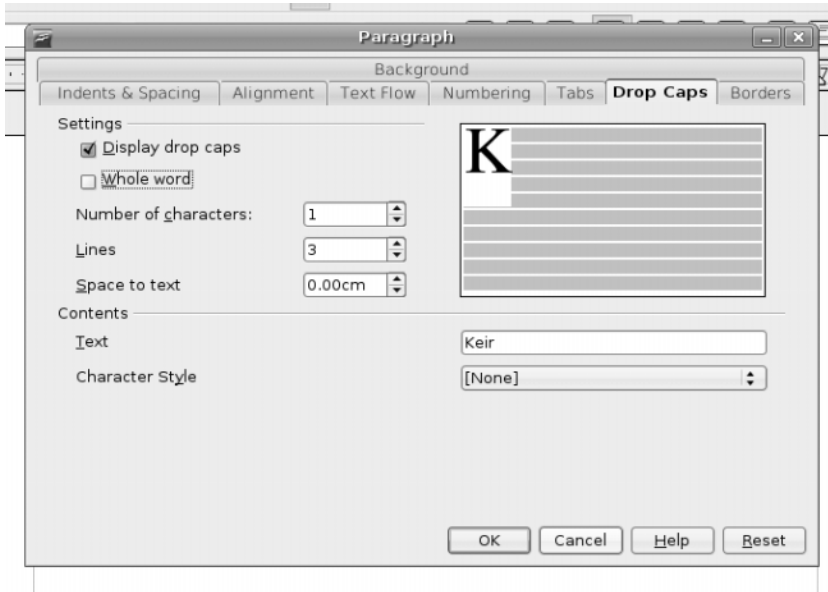 Paragraph
Background
Indents & Spacing Alignment Text Flow Numbering Tabs Drop Caps Borders
Settings
Display drop caps
Whole word
Number of characters: 1
Lines 3
Space to text 0.00cm
K
Contents
Text Keir
Character Style [None]
OK Cancel Help Reset